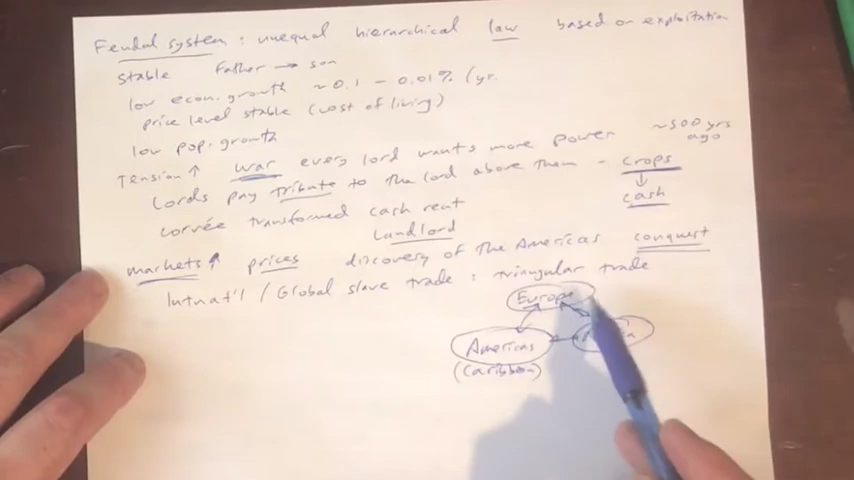 Feudal system : unequal hierarchical law based on exploitation
stable Father → son
low econ. growth ~0.1 - 0.01% /yr.
price level stable (cost of living)
low pop. growth
Tension ↑ war every lord wants more power ~500 yrs ago
Lords pay tribute to the lord above them - crops
↓
cash
corvée transformed cash rent
Landlord
markets ↑ prices discovery of the Americas conquest
Intnat'l / Global slave trade : triangular trade
Europe
Americas
(Caribbean)